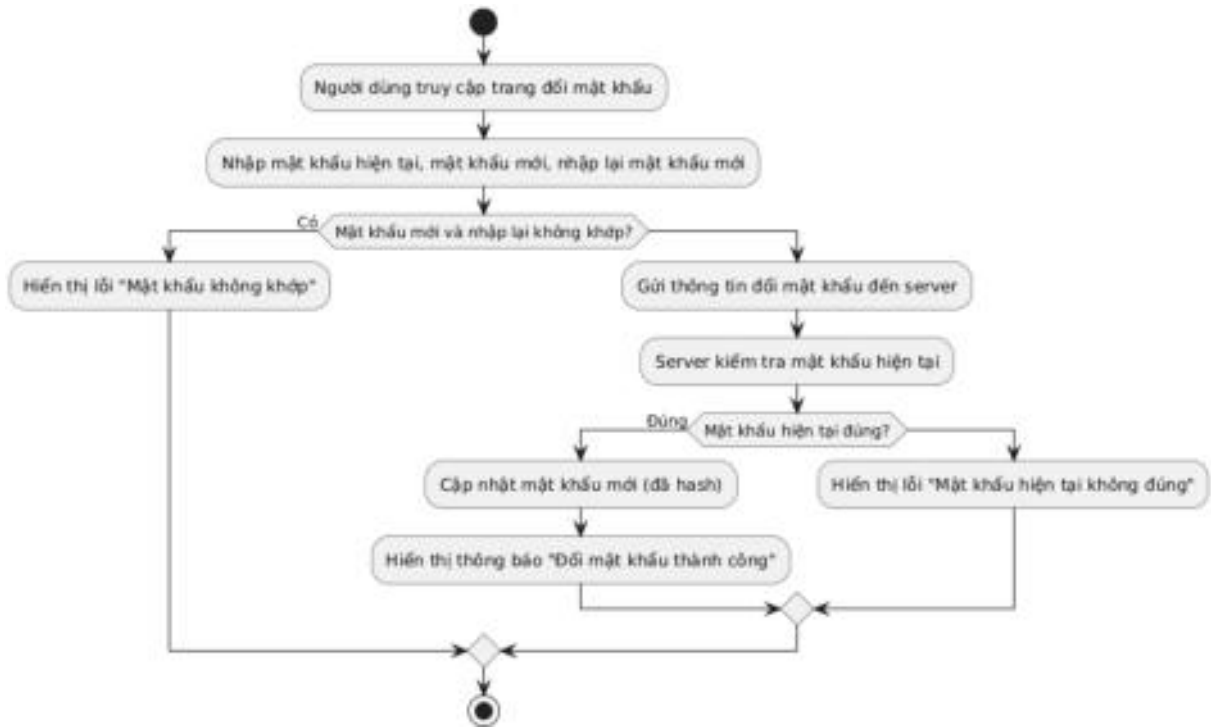 Người dùng truy cập trang đổi mật khẩu
Nhập mật khẩu hiện tại, mật khẩu mới, nhập lại mật khẩu mới
Có
Mật khẩu mới và nhập lại không khớp?
Hiển thị lỗi "Mật khẩu không khớp"
Gửi thông tin đổi mật khẩu đến server
Server kiểm tra mật khẩu hiện tại
Đúng
Mật khẩu hiện tại đúng?
Cập nhật mật khẩu mới (đã hash)
Hiển thị lỗi "Mật khẩu hiện tại không đúng"
Hiển thị thông báo "Đổi mật khẩu thành công"